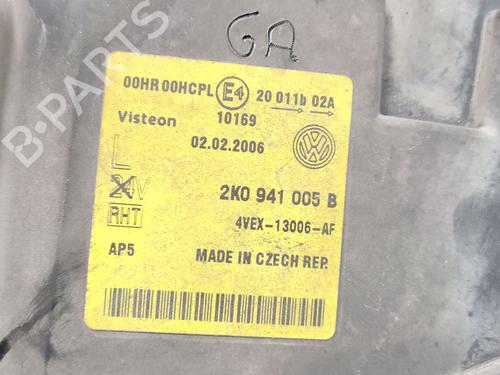 GA
00HR 00HCPL E4 20 011b 02A
Visteon 10169
02.02.2006
L
24V
2K0 941 005 B
RHT
4VEX-13006-AF
AP5 MADE IN CZECH REP.
B-PARTS